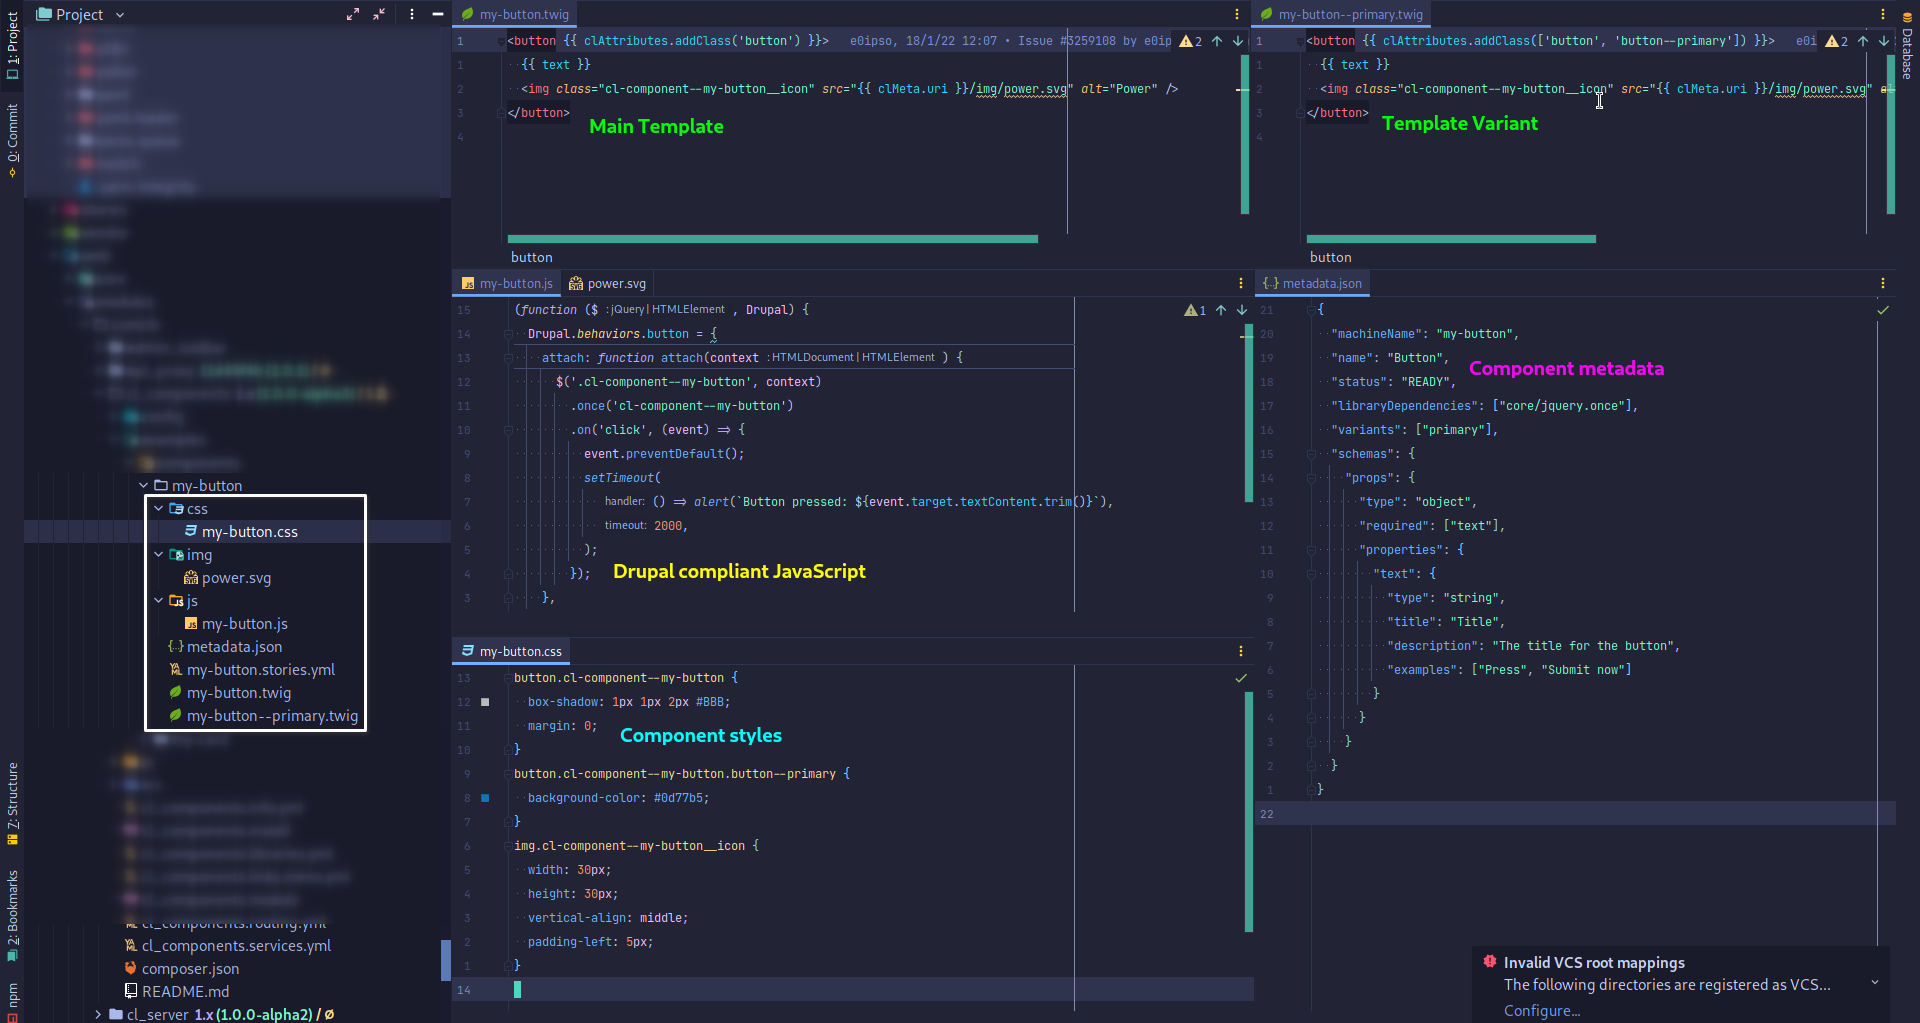 1: Project
0: Commit
7: Structure
2: Bookmarks
npm
Project
my-button
css
my-button.css
img
power.svg
js
my-button.js
metadata.json
my-button.stories.yml
my-button.twig
my-button--primary.twig
cl_components.routing.yml
cl_components.services.yml
composer.json
README.md
cl_server 1.x (1.0.0-alpha2) / Ø
my-button.twig
1 <button {{ clAttributes.addClass('button') }}> e0ipso, 18/1/22 12:07 • Issue #3259108 by e0ip 2
1 {{ text }}
2 <img class="cl-component--my-button__icon" src="{{ clMeta.uri }}/img/power.svg" alt="Power" />
3 </button>
4
Main Template
button
my-button--primary.twig
1 <button {{ clAttributes.addClass(['button', 'button--primary']) }}> e0i 2
1 {{ text }}
2 <img class="cl-component--my-button__icon" src="{{ clMeta.uri }}/img/power.svg"
3 </button>
4
Template Variant
button
Database
my-button.js power.svg
15 (function ($ : jQuery | HTMLElement , Drupal) { 1
14 Drupal.behaviors.button = {
13 attach: function attach(context : HTMLDocument | HTMLElement ) {
12 $('.cl-component--my-button', context)
11 .once('cl-component--my-button')
10 .on('click', (event) => {
9 event.preventDefault();
8 setTimeout(
7 handler: () => alert(`Button pressed: ${event.target.textContent.trim()}`),
6 timeout: 2000,
5 );
4 });
3 },
Drupal compliant JavaScript
my-button.css
13 button.cl-component--my-button {
12 box-shadow: 1px 1px 2px #BBB;
11 margin: 0;
10 }
9 button.cl-component--my-button.button--primary {
8 background-color: #0d77b5;
7 }
6 img.cl-component--my-button__icon {
5 width: 30px;
4 height: 30px;
3 vertical-align: middle;
2 padding-left: 5px;
1 }
14
Component styles
metadata.json
21 {
20 "machineName": "my-button",
19 "name": "Button",
18 "status": "READY",
17 "libraryDependencies": ["core/jquery.once"],
16 "variants": ["primary"],
15 "schemas": {
14 "props": {
13 "type": "object",
12 "required": ["text"],
11 "properties": {
10 "text": {
9 "type": "string",
8 "title": "Title",
7 "description": "The title for the button",
6 "examples": ["Press", "Submit now"]
5 }
4 }
3 }
2 }
1 }
22
Component metadata
Invalid VCS root mappings
The following directories are registered as VCS...
Configure...